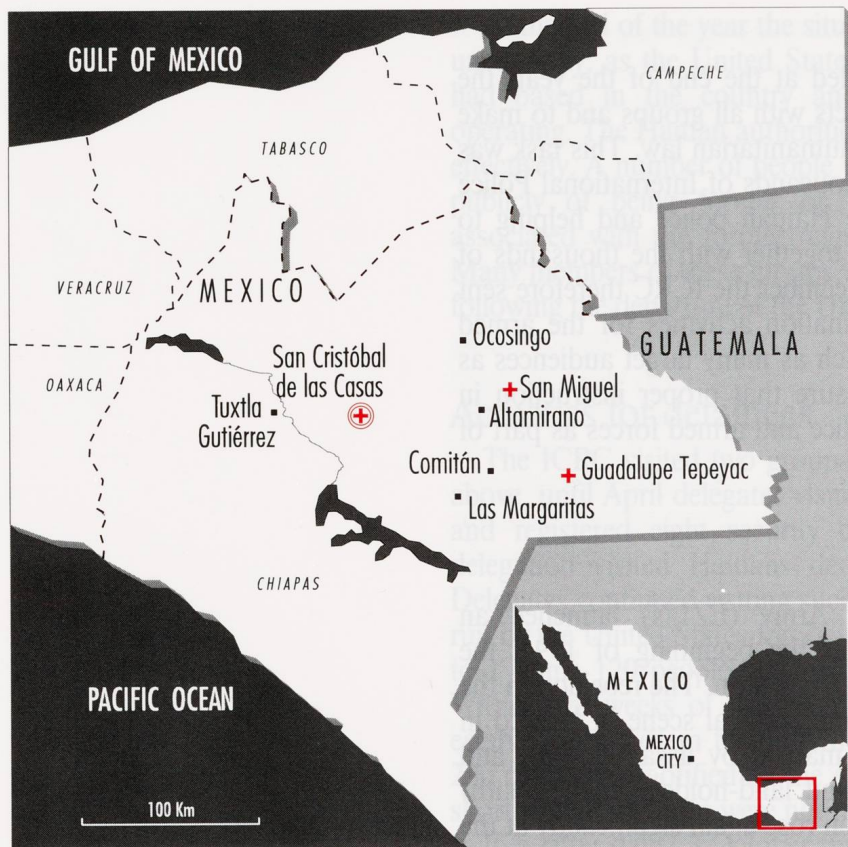 GULF OF MEXICO
CAMPECHE
TABASCO
VERACRUZ
MEXICO
OAXACA
Ocosingo
GUATEMALA
San Cristóbal
de las Casas
San Miguel
Tuxtla
Gutiérrez
Altamirano
Comitán
Guadalupe Tepeyac
Las Margaritas
CHIAPAS
PACIFIC OCEAN
100 Km
MEXICO
MEXICO
CITY